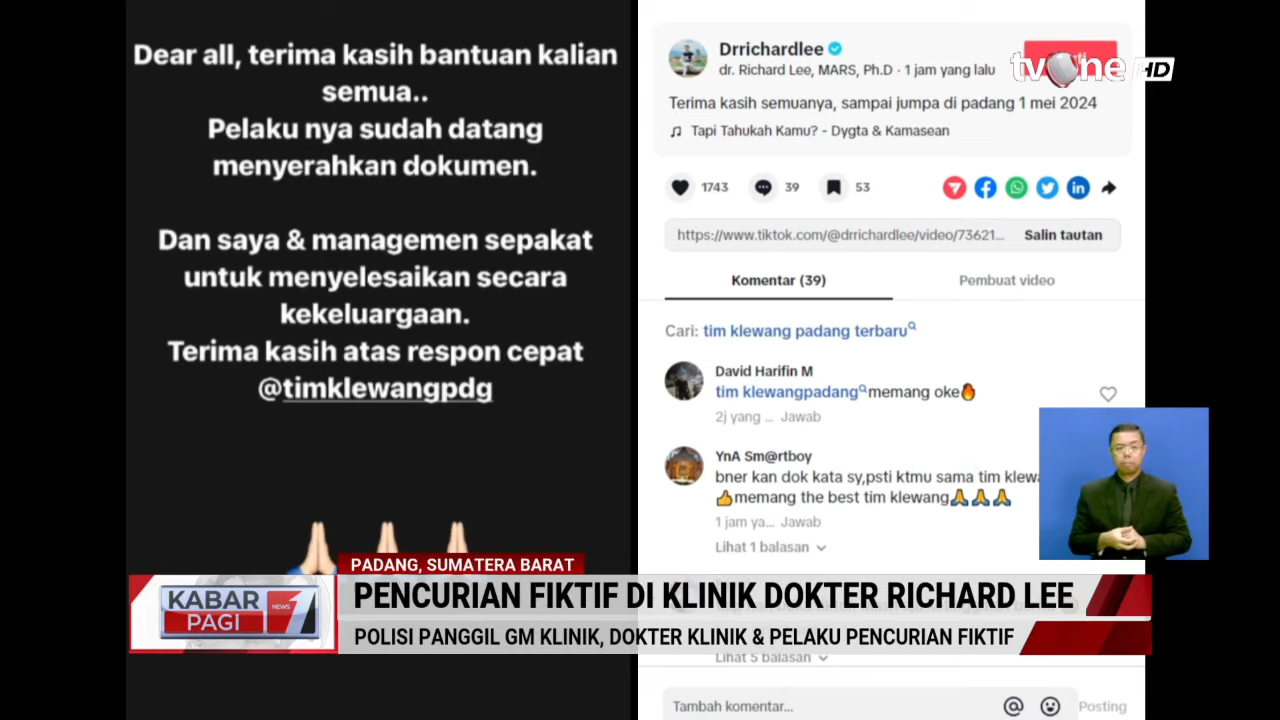 Dear all, terima kasih bantuan kalian
semua..
Pelaku nya sudah datang
menyerahkan dokumen.
Dan saya & managemen sepakat
untuk menyelesaikan secara
kekeluargaan.
Terima kasih atas respon cepat
@timklewangpdg
Drrichardlee
dr. Richard Lee, MARS, Ph.D · 1 jam yang lalu
tvOne HD
Terima kasih semuanya, sampai jumpa di padang 1 mei 2024
Tapi Tahukah Kamu? - Dygta & Kamasean
1743
39
53
https://www.tiktok.com/@drrichardlee/video/73621...
Salin tautan
Komentar (39)
Pembuat video
Cari: tim klewang padang terbaru
David Harifin M
tim klewangpadang memang oke🔥
2j yang ... Jawab
YnA Sm@rtboy
bner kan dok kata sy,psti ktmu sama tim klewa
👍memang the best tim klewang🙏🙏🙏
1 jam ya... Jawab
Lihat 1 balasan
PADANG, SUMATERA BARAT
KABAR
PAGI
NEWS 1
PENCURIAN FIKTIF DI KLINIK DOKTER RICHARD LEE
POLISI PANGGIL GM KLINIK, DOKTER KLINIK & PELAKU PENCURIAN FIKTIF
Lihat 5 balasan
Tambah komentar...
Posting